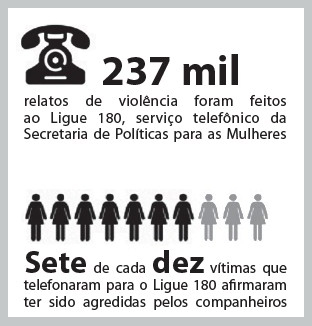 237 mil
relatos de violência foram feitos
ao Ligue 180, serviço telefônico da
Secretaria de Políticas para as Mulheres
Sete de cada dez vítimas que
telefonaram para o Ligue 180 afirmaram
ter sido agredidas pelos companheiros